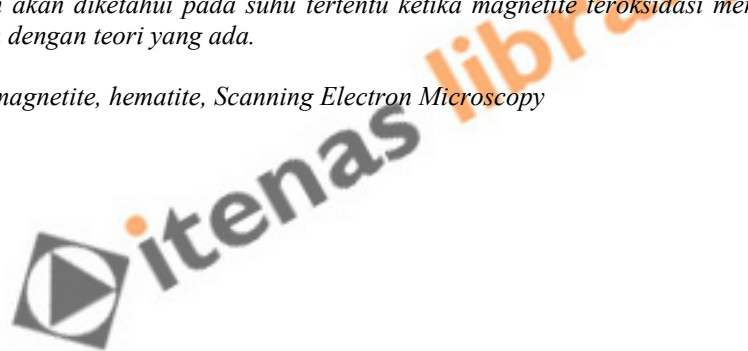 akan diketahui pada suhu tertentu ketika magnetite teroksidasi
dengan teori yang ada.
magnetite, hematite, Scanning Electron Microscopy
itenas library